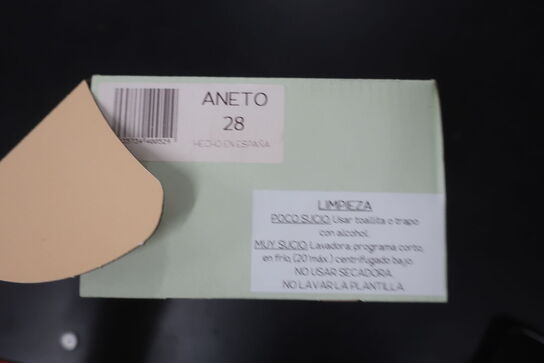 ANETO
28
HECHO EN ESPAÑA
LIMPIEZA
POCO SUCIO: Usar toallita o trapo
con alcohol.
MUY SUCIO: Lavadora, programa corto,
en frío, (20' máx.) centrifugado bajo.
NO USAR SECADORA.
NO LAVAR LA PLANTILLA